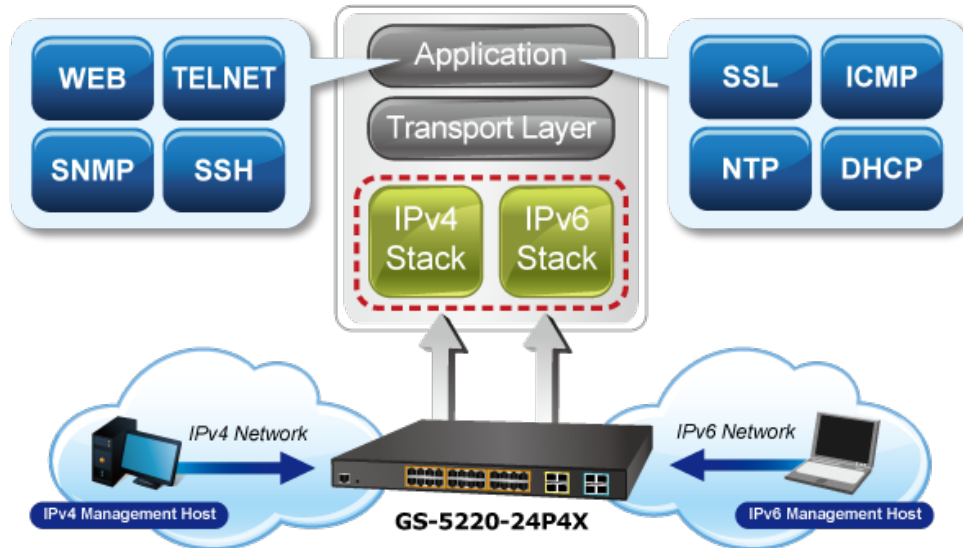 WEB
TELNET
SNMP
SSH
Application
Transport Layer
IPv4
Stack
IPv6
Stack
SSL
ICMP
NTP
DHCP
IPv4 Network
IPv6 Network
IPv4 Management Host
GS-5220-24P4X
IPv6 Management Host